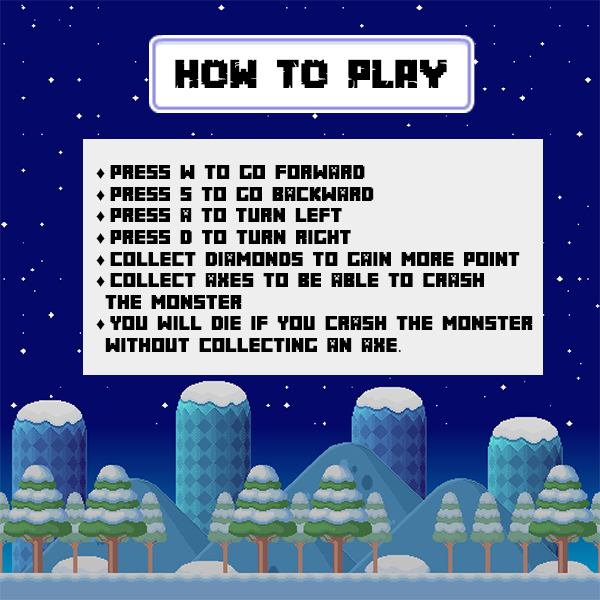 HOW TO PLAY
♦ PRESS W TO GO FORWARD
♦ PRESS S TO GO BACKWARD
♦ PRESS A TO TURN LEFT
♦ PRESS D TO TURN RIGHT
♦ COLLECT DIAMONDS TO GAIN MORE POINT
♦ COLLECT AXES TO BE ABLE TO CRASH
THE MONSTER
♦ YOU WILL DIE IF YOU CRASH THE MONSTER
WITHOUT COLLECTING AN AXE.